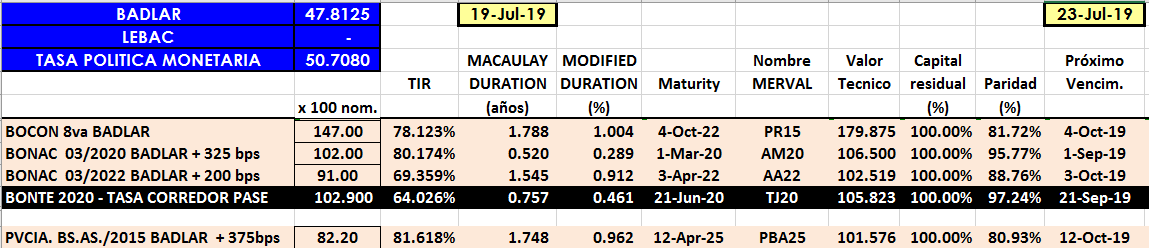 BADLAR 47.8125 19-Jul-19 23-Jul-19
LEBAC -
TASA POLITICA MONETARIA 50.7080
MACAULAY MODIFIED Nombre Valor Capital Próximo
TIR DURATION DURATION Maturity MERVAL Tecnico residual Paridad Vencim.
x 100 nom. (años) (%) (%) (%)
BOCON 8va BADLAR 147.00 78.123% 1.788 1.004 4-Oct-22 PR15 179.875 100.00% 81.72% 4-Oct-19
BONAC 03/2020 BADLAR + 325 bps 102.00 80.174% 0.520 0.289 1-Mar-20 AM20 106.500 100.00% 95.77% 1-Sep-19
BONAC 03/2022 BADLAR + 200 bps 91.00 69.359% 1.545 0.912 3-Apr-22 AA22 102.519 100.00% 88.76% 3-Oct-19
BONTE 2020 - TASA CORREDOR PASE 102.900 64.026% 0.757 0.461 21-Jun-20 TJ20 105.823 100.00% 97.24% 21-Sep-19
PVCIA. BS.AS./2015 BADLAR + 375bps 82.20 81.618% 1.748 0.962 12-Apr-25 PBA25 101.576 100.00% 80.93% 12-Oct-19